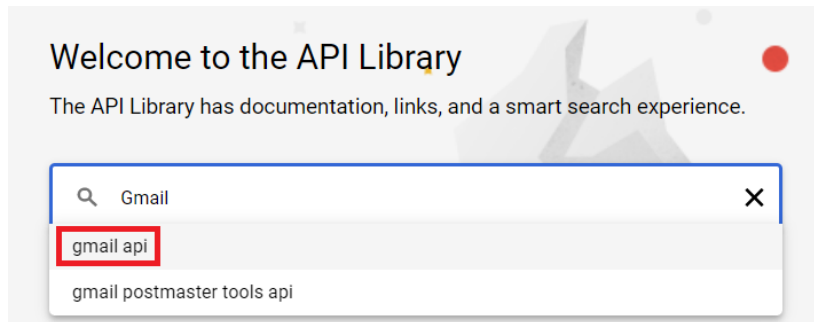 Welcome to the API Library
The API Library has documentation, links, and a smart search experience.
Gmail
gmail api
gmail postmaster tools api